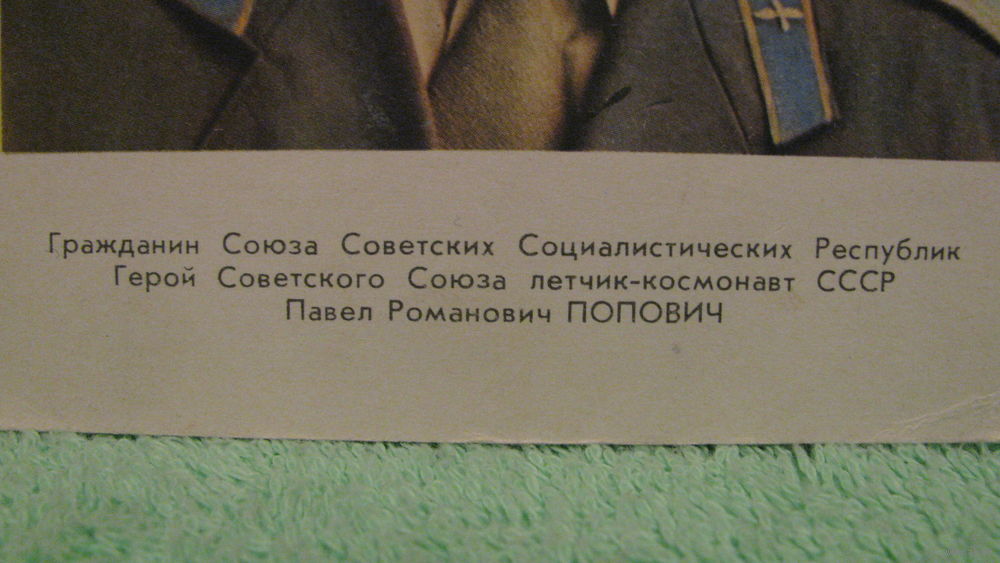 Гражданин Союза Советских Социалистических Республик
Герой Советского Союза летчик-космонавт СССР
Павел Романович ПОПОВИЧ